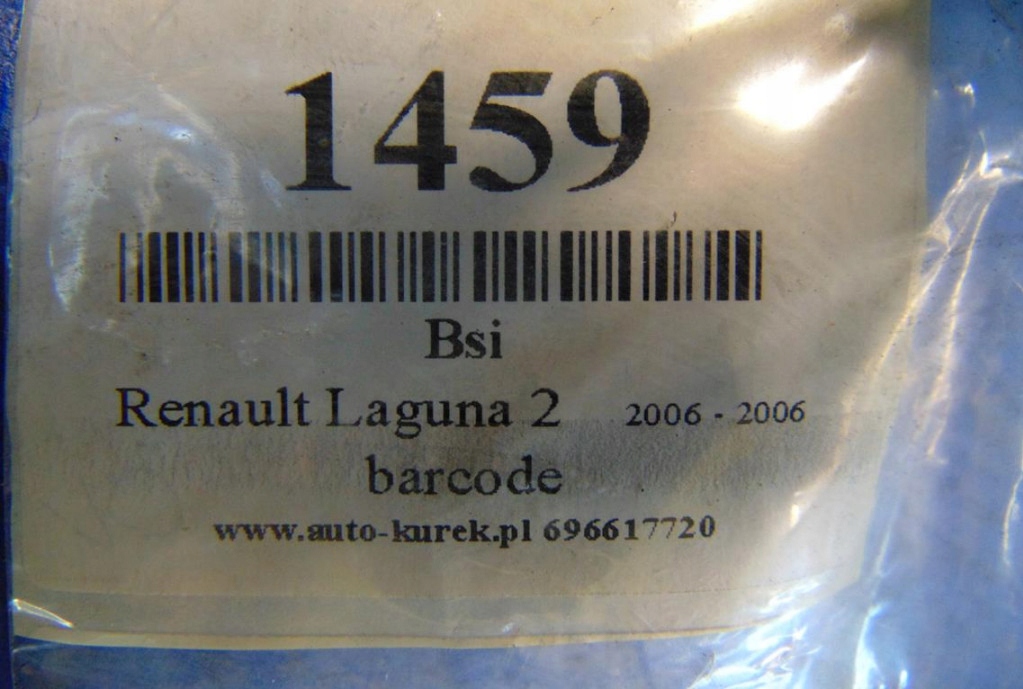 1459
Bsi
Renault Laguna 2 2006 - 2006
barcode
www.auto-kurek.pl 696617720